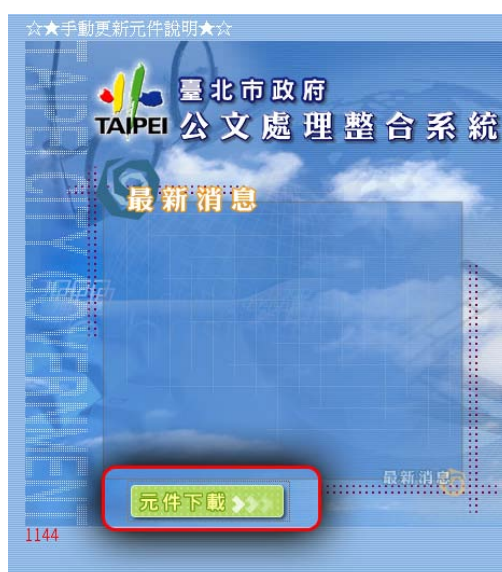 ☆★手動更新元件說明★☆
臺北市政府
TAIPEI 公文處理整合系統
TAIPEI CITY GOVERNMENT
最新消息
最新消息
元件下載
1144